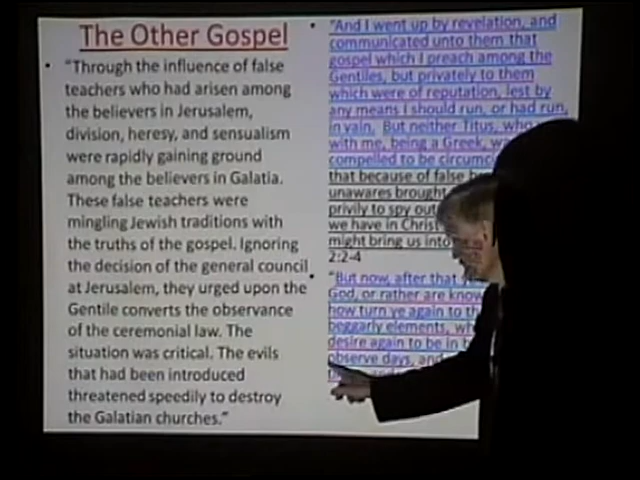 The Other Gospel
• “Through the influence of false
teachers who had arisen among
the believers in Jerusalem,
division, heresy, and sensualism
were rapidly gaining ground
among the believers in Galatia.
These false teachers were
mingling Jewish traditions with
the truths of the gospel. Ignoring
the decision of the general council
at Jerusalem, they urged upon the
Gentile converts the observance
of the ceremonial law. The
situation was critical. The evils
that had been introduced
threatened speedily to destroy
the Galatian churches.”
• “And I went up by revelation, and
communicated unto them that
gospel which I preach among the
Gentiles, but privately to them
which were of reputation, lest by
any means I should run, or had run,
in vain. But neither Titus, who
with me, being a Greek,
compelled to be
that because of false
unawares brought
privily to spy out
we have in
might bring us
2:2-4
• “But now, after that
God, or rather are
how turn ye again to the
beggarly elements,
desire again to be in
observe days, and